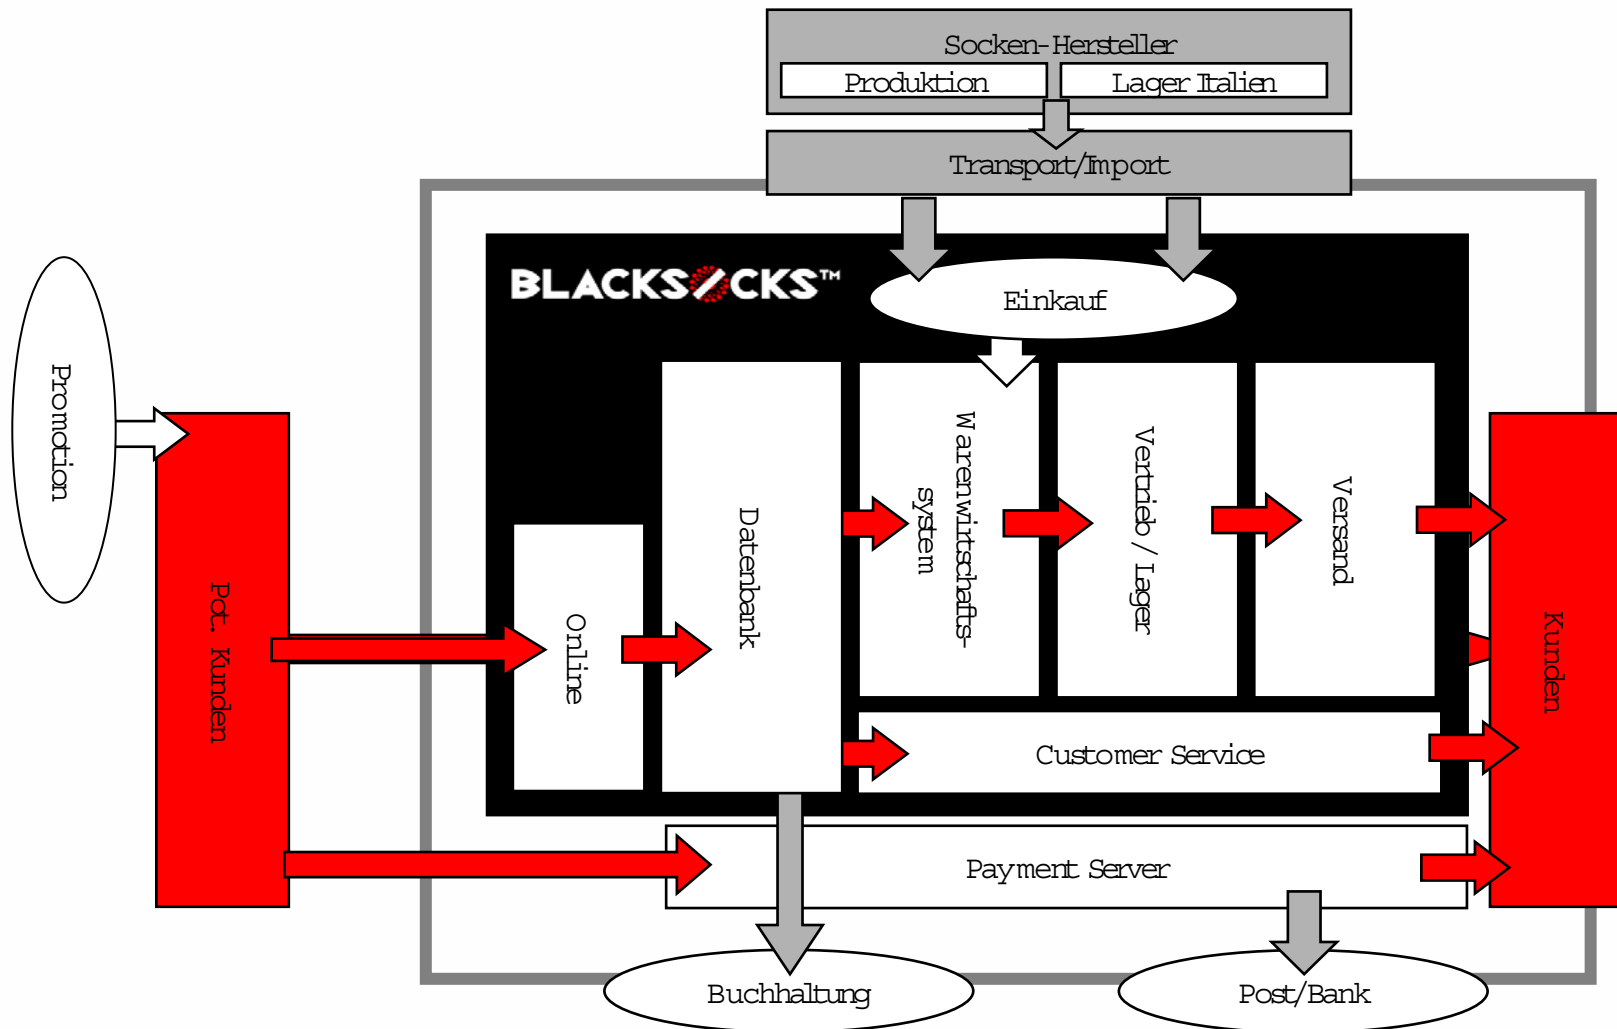 Socken-Hersteller
Produktion
Lager Italien
Transport/Import
BLACKSOCKS™
Einkauf
Promotion
Pot. Kunden
Online
Datenbank
Warenwirtschafts-
system
Vertrieb / Lager
Versand
Kunden
Customer Service
Payment Server
Buchhaltung
Post/Bank